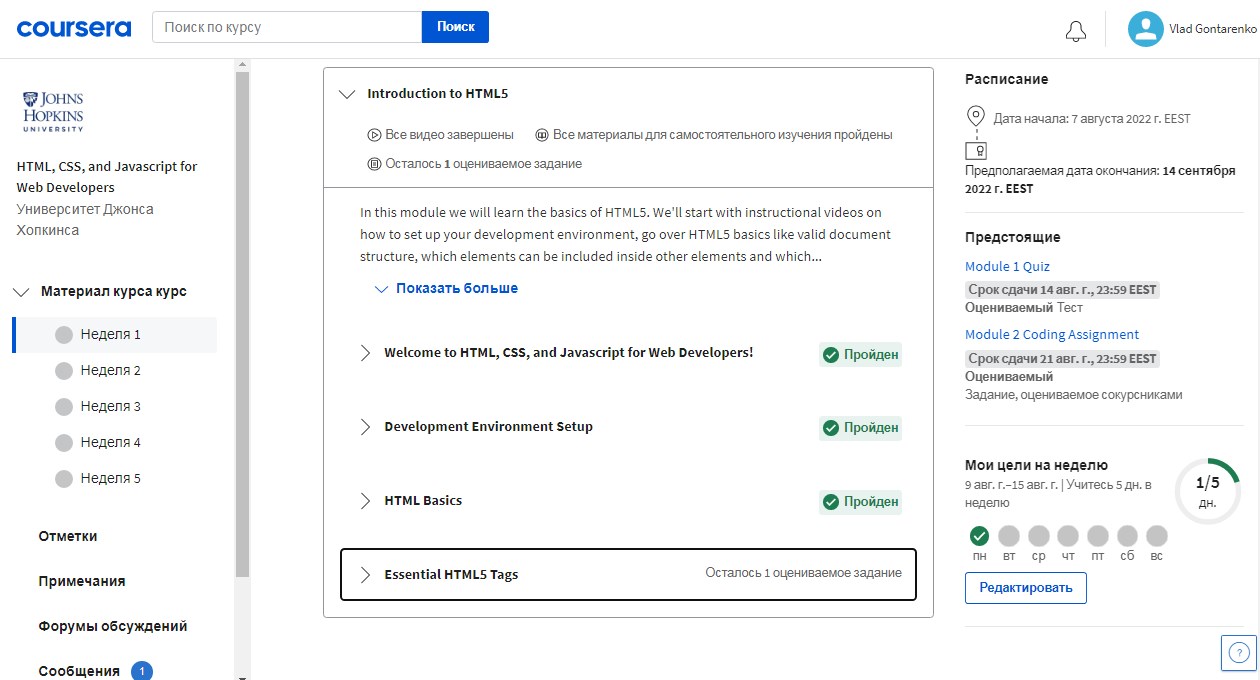 coursera
Поиск по курсу
Поиск
Vlad Gontarenko
JOHNS
HOPKINS
UNIVERSITY
HTML, CSS, and Javascript for
Web Developers
Университет Джонса
Хопкинса
Материал курса курс
Неделя 1
Неделя 2
Неделя 3
Неделя 4
Неделя 5
Отметки
Примечания
Форумы обсуждений
Сообщения 1
Introduction to HTML5
Все видео завершены Все материалы для самостоятельного изучения пройдены
Осталось 1 оцениваемое задание
In this module we will learn the basics of HTML5. We'll start with instructional videos on
how to set up your development environment, go over HTML5 basics like valid document
structure, which elements can be included inside other elements and which...
Показать больше
Welcome to HTML, CSS, and Javascript for Web Developers! Пройден
Development Environment Setup Пройден
HTML Basics Пройден
Essential HTML5 Tags Осталось 1 оцениваемое задание
Расписание
Дата начала: 7 августа 2022 г. EEST
Предполагаемая дата окончания: 14 сентября
2022 г. EEST
Предстоящие
Module 1 Quiz
Срок сдачи 14 авг. г., 23:59 EEST
Оцениваемый Тест
Module 2 Coding Assignment
Срок сдачи 21 авг. г., 23:59 EEST
Оцениваемый
Задание, оцениваемое сокурсниками
Мои цели на неделю
9 авг. г.–15 авг. г. | Учитесь 5 дн. в
неделю
1/5
дн.
пн вт ср чт пт сб вс
Редактировать
?